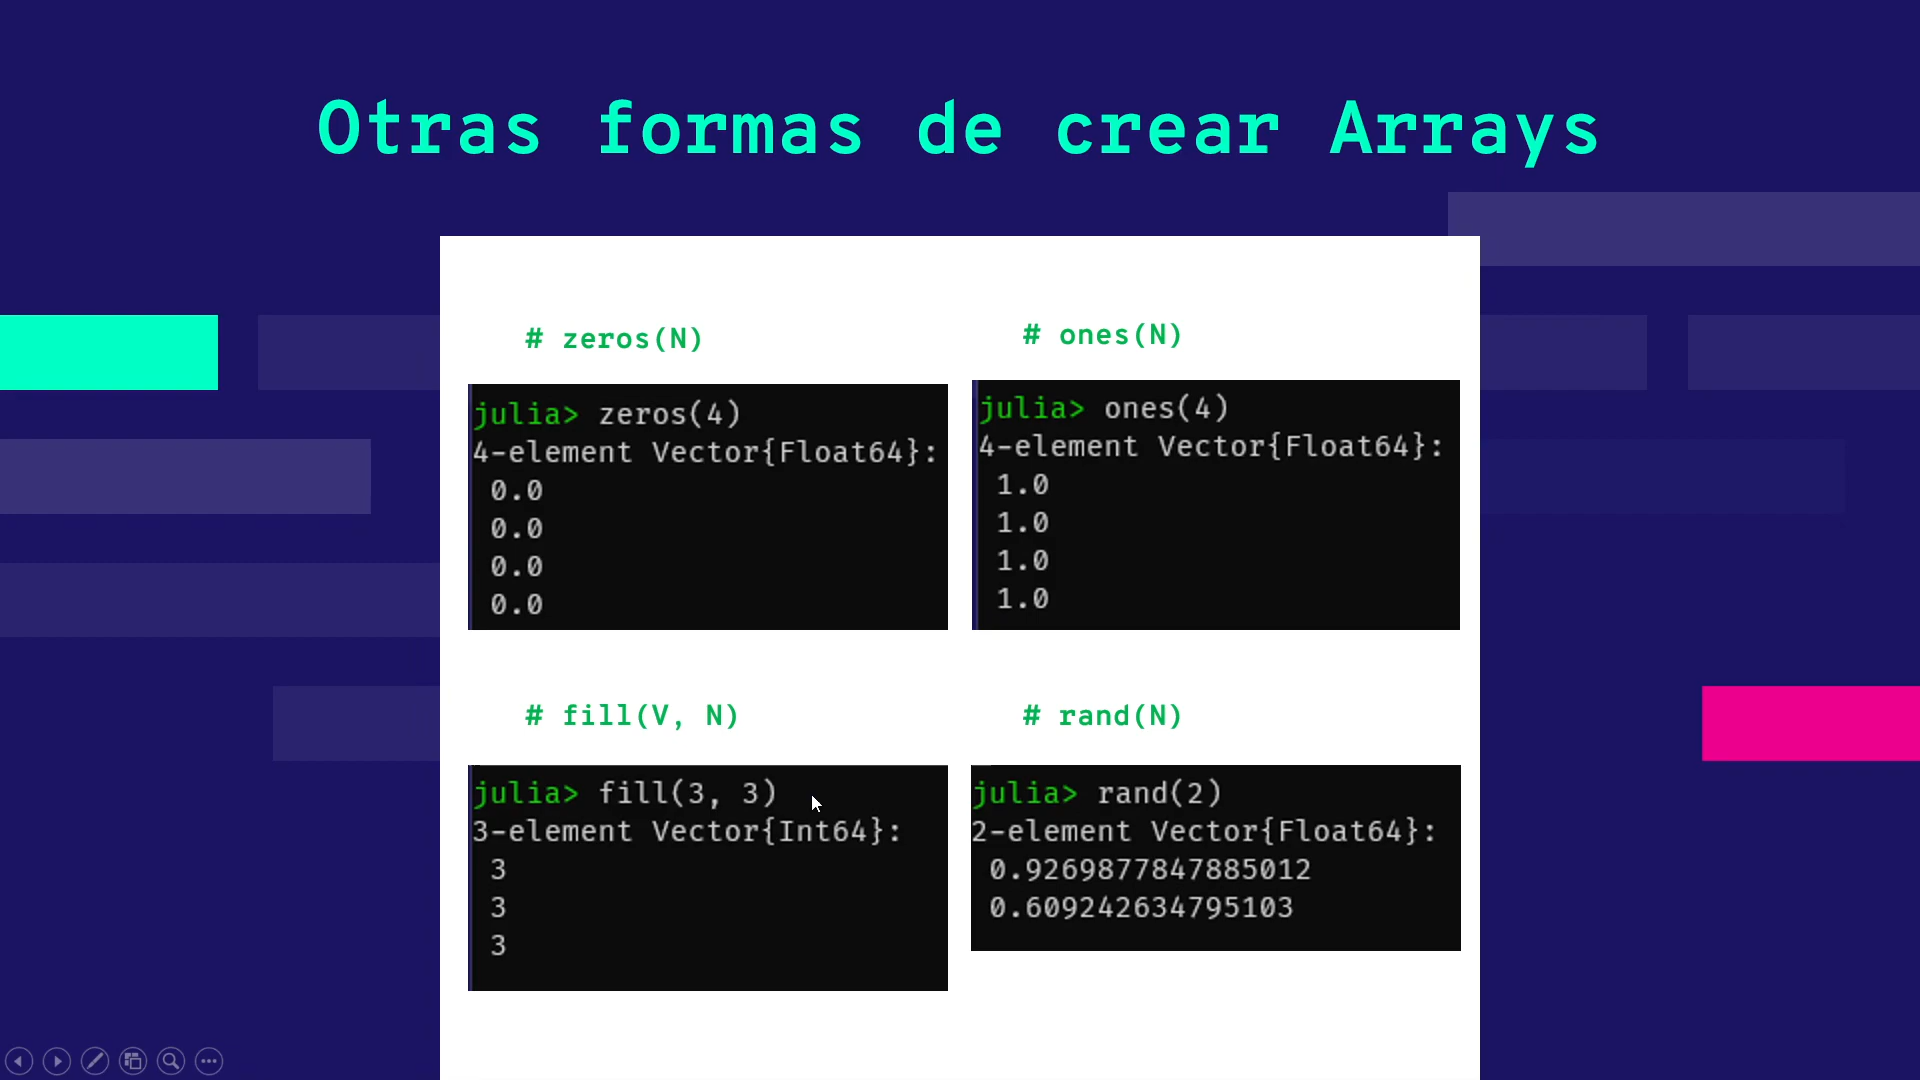 Otras formas de crear Arrays
# zeros(N)
julia> zeros(4)
4-element Vector{Float64}:
0.0
0.0
0.0
0.0
# ones(N)
julia> ones(4)
4-element Vector{Float64}:
1.0
1.0
1.0
1.0
# fill(V, N)
julia> fill(3, 3)
3-element Vector{Int64}:
3
3
3
# rand(N)
julia> rand(2)
2-element Vector{Float64}:
0.9269877847885012
0.609242634795103